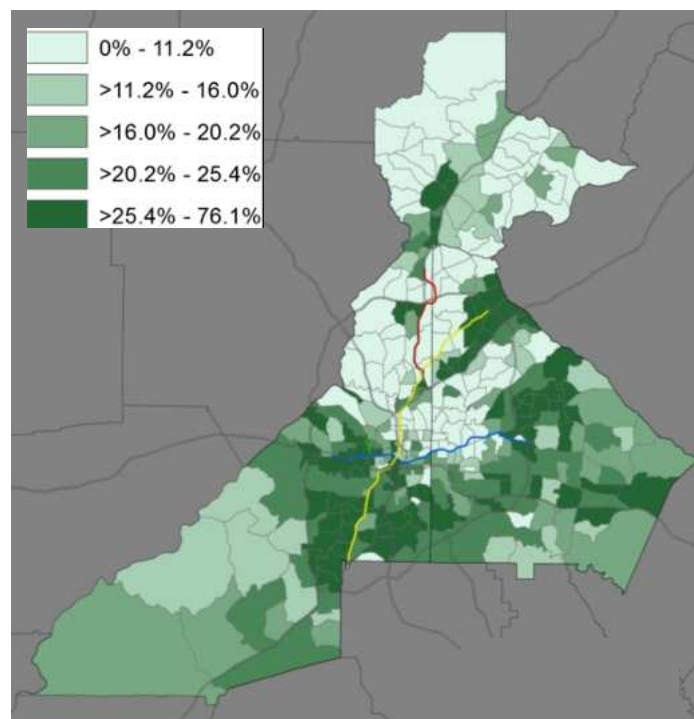 0% - 11.2%
>11.2% - 16.0%
>16.0% - 20.2%
>20.2% - 25.4%
>25.4% - 76.1%